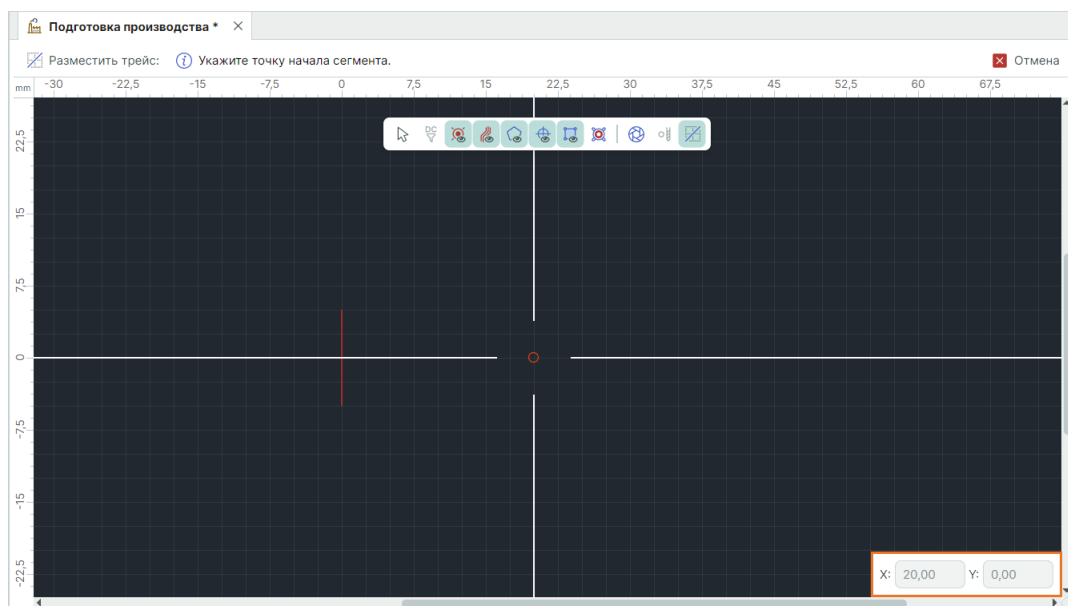 Подготовка производства *
Разместить трейс: Укажите точку начала сегмента. Отмена
mm -30 -22,5 -15 -7,5 0 7,5 15 22,5 30 37,5 45 52,5 60 67,5
DC
22,5
15
7,5
0
-7,5
-15
-22,5
X: 20,00 Y: 0,00